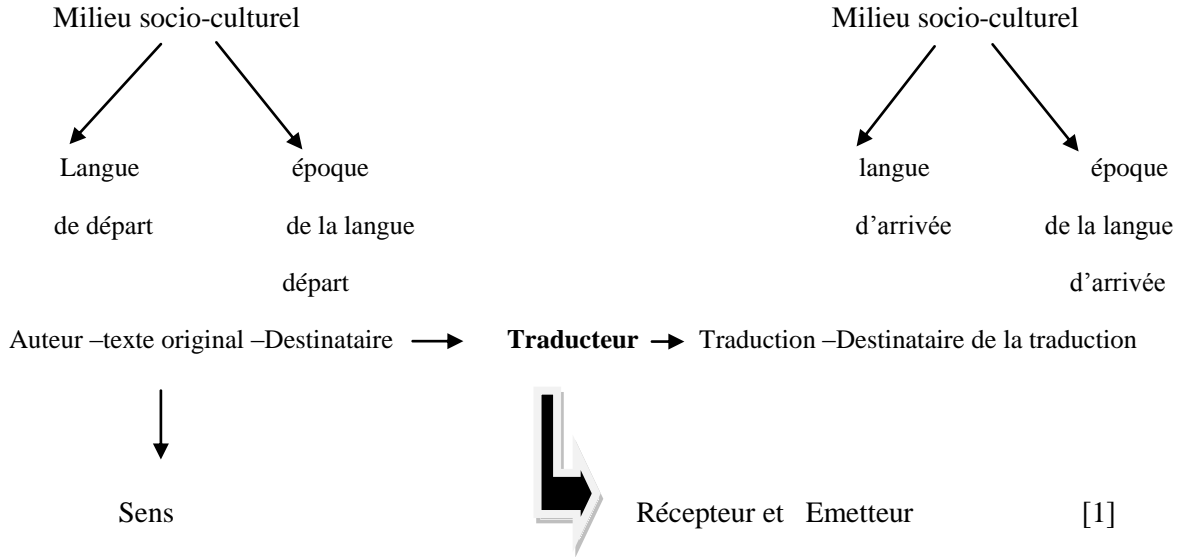 Milieu socio-culturel Milieu socio-culturel
Langue époque langue époque
de départ de la langue d’arrivée de la langue
départ d’arrivée
Auteur –texte original –Destinataire Traducteur Traduction –Destinataire de la traduction
Sens Récepteur et Emetteur [1]